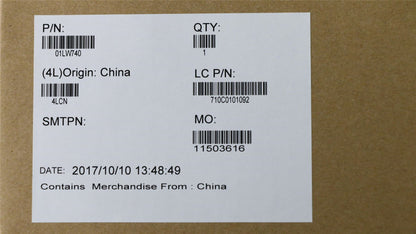 P/N:
01LW740
QTY:
1
(4L)Origin: China
4LCN
LC P/N:
710C0101092
SMTPN:
MO:
11503616
DATE: 2017/10/10 13:48:49
Contains Merchandise From : China